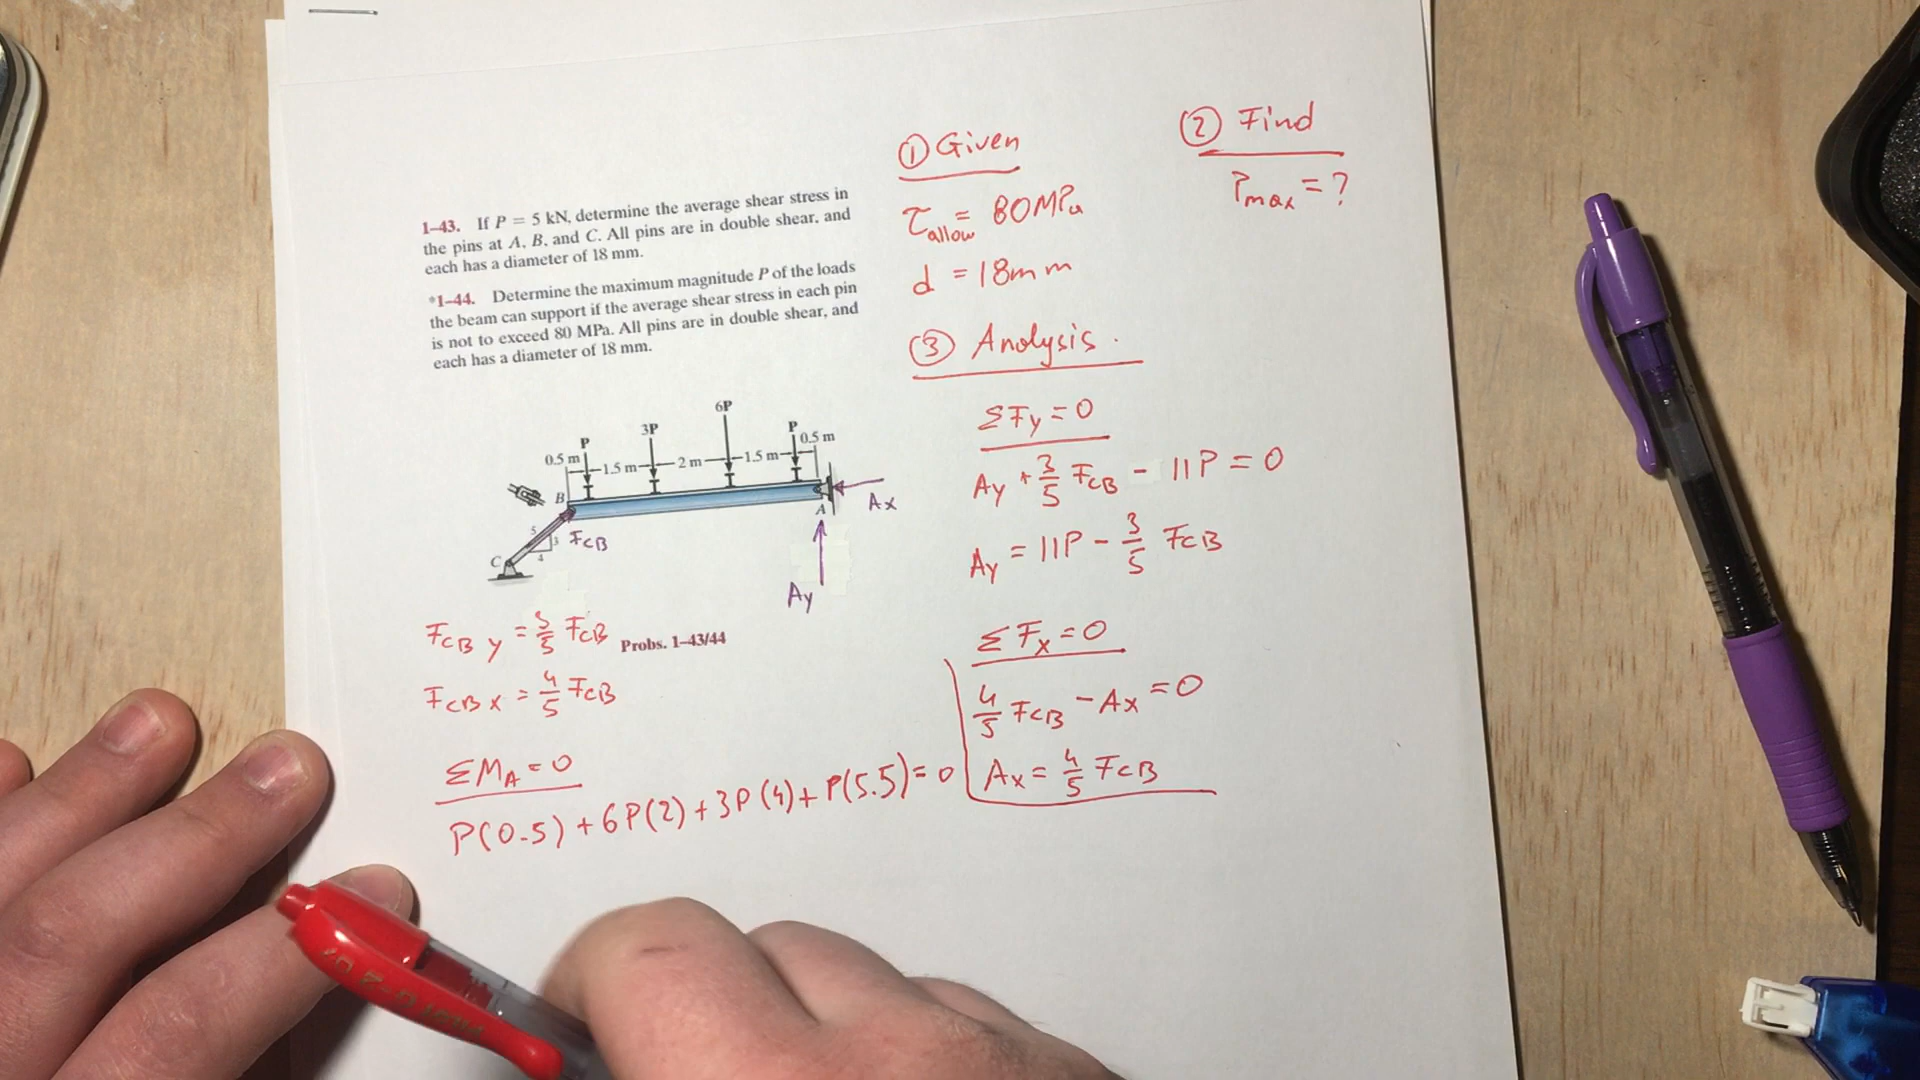 1–43. If P = 5 kN, determine the average shear stress in
the pins at A, B, and C. All pins are in double shear, and
each has a diameter of 18 mm.
*1–44. Determine the maximum magnitude P of the loads
the beam can support if the average shear stress in each pin
is not to exceed 80 MPa. All pins are in double shear, and
each has a diameter of 18 mm.
6P
3P
P
P
0.5 m
0.5 m
1.5 m
2 m
1.5 m
B
A
Ax
5
3
4
FCB
C
Ay
Probs. 1–43/44
FCB y = 3/5 FCB
FCB x = 4/5 FCB
ΣMA = 0
P(0.5) + 6P(2) + 3P(4) + P(5.5) = 0
① Given
τallow = 80MPa
d = 18mm
② Find
Pmax = ?
③ Analysis.
ΣFy = 0
Ay + 3/5 FCB - 11P = 0
Ay = 11P - 3/5 FCB
ΣFx = 0
4/5 FCB - Ax = 0
Ax = 4/5 FCB